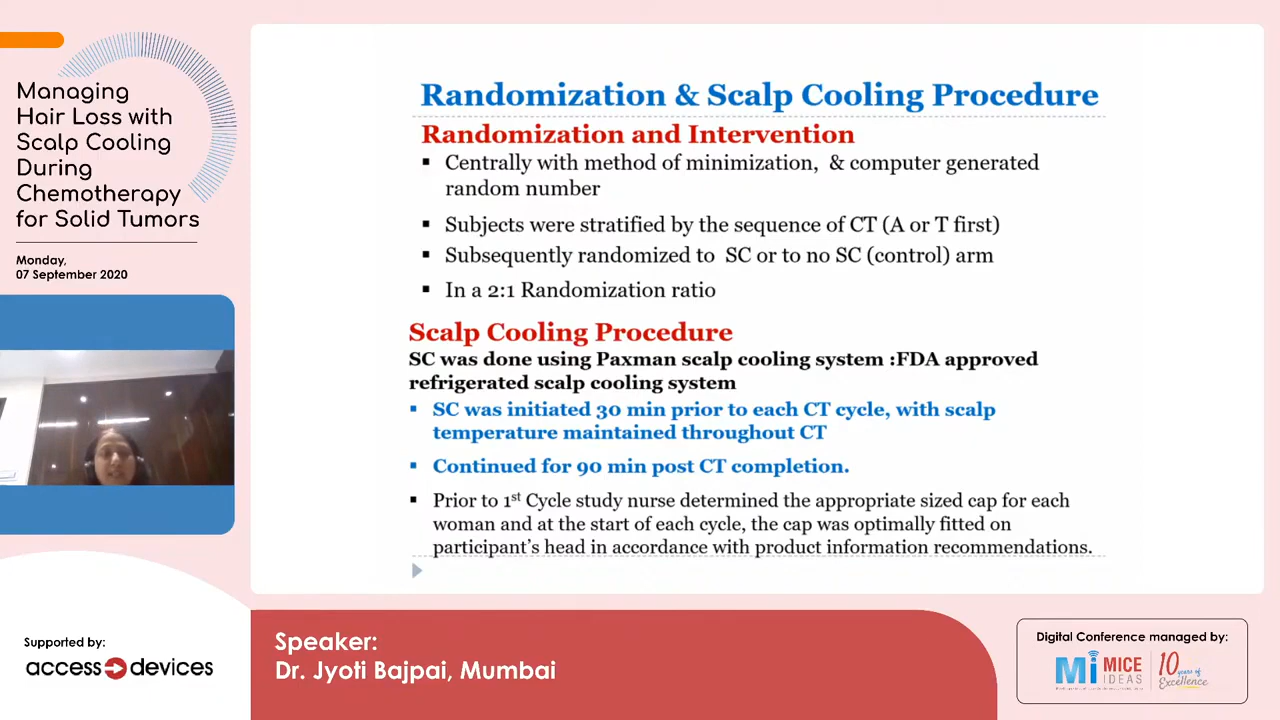 Managing
Hair Loss with
Scalp Cooling
During
Chemotherapy
for Solid Tumors
Monday,
07 September 2020
Randomization & Scalp Cooling Procedure
Randomization and Intervention
Centrally with method of minimization, & computer generated
random number
Subjects were stratified by the sequence of CT (A or T first)
Subsequently randomized to SC or to no SC (control) arm
In a 2:1 Randomization ratio
Scalp Cooling Procedure
SC was done using Paxman scalp cooling system :FDA approved
refrigerated scalp cooling system
SC was initiated 30 min prior to each CT cycle, with scalp
temperature maintained throughout CT
Continued for 90 min post CT completion.
Prior to 1st Cycle study nurse determined the appropriate sized cap for each
woman and at the start of each cycle, the cap was optimally fitted on
participant's head in accordance with product information recommendations.
Supported by:
access devices
Speaker:
Dr. Jyoti Bajpai, Mumbai
Digital Conference managed by:
Mi MICE
IDEAS
10 years of
Excellence